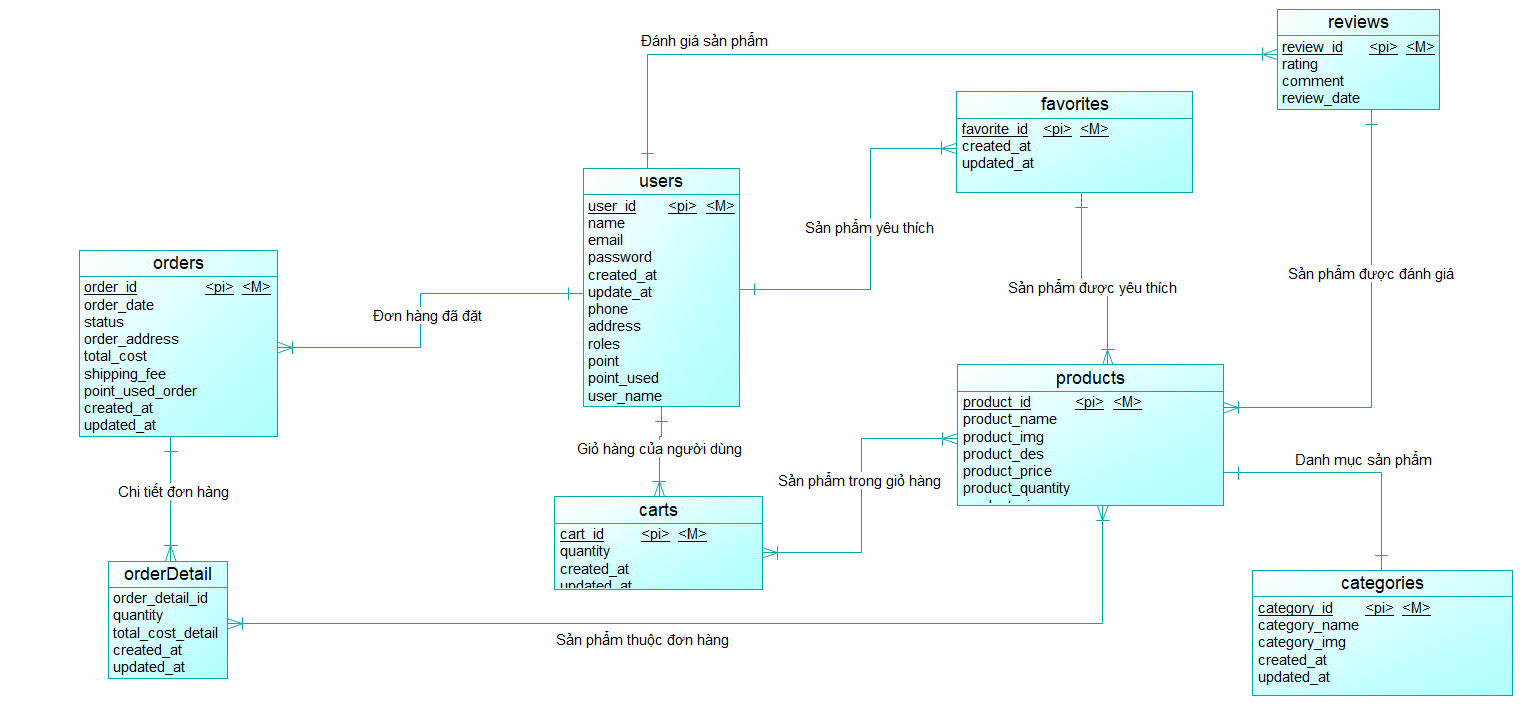 reviews
review_id <pi> <M>
rating
comment
review_date
Đánh giá sản phẩm
favorites
favorite_id <pi> <M>
created_at
updated_at
users
user_id <pi> <M>
name
email
password
created_at
update_at
phone
address
roles
point
point_used
user_name
Sản phẩm yêu thích
orders
order_id <pi> <M>
order_date
status
order_address
total_cost
shipping_fee
point_used_order
created_at
updated_at
Đơn hàng đã đặt
Sản phẩm được yêu thích
Sản phẩm được đánh giá
products
product_id <pi> <M>
product_name
product_img
product_des
product_price
product_quantity
Giỏ hàng của người dùng
Sản phẩm trong giỏ hàng
Danh mục sản phẩm
Chi tiết đơn hàng
carts
cart_id <pi> <M>
quantity
created_at
updated_at
orderDetail
order_detail_id
quantity
total_cost_detail
created_at
updated_at
Sản phẩm thuộc đơn hàng
categories
category_id <pi> <M>
category_name
category_img
created_at
updated_at